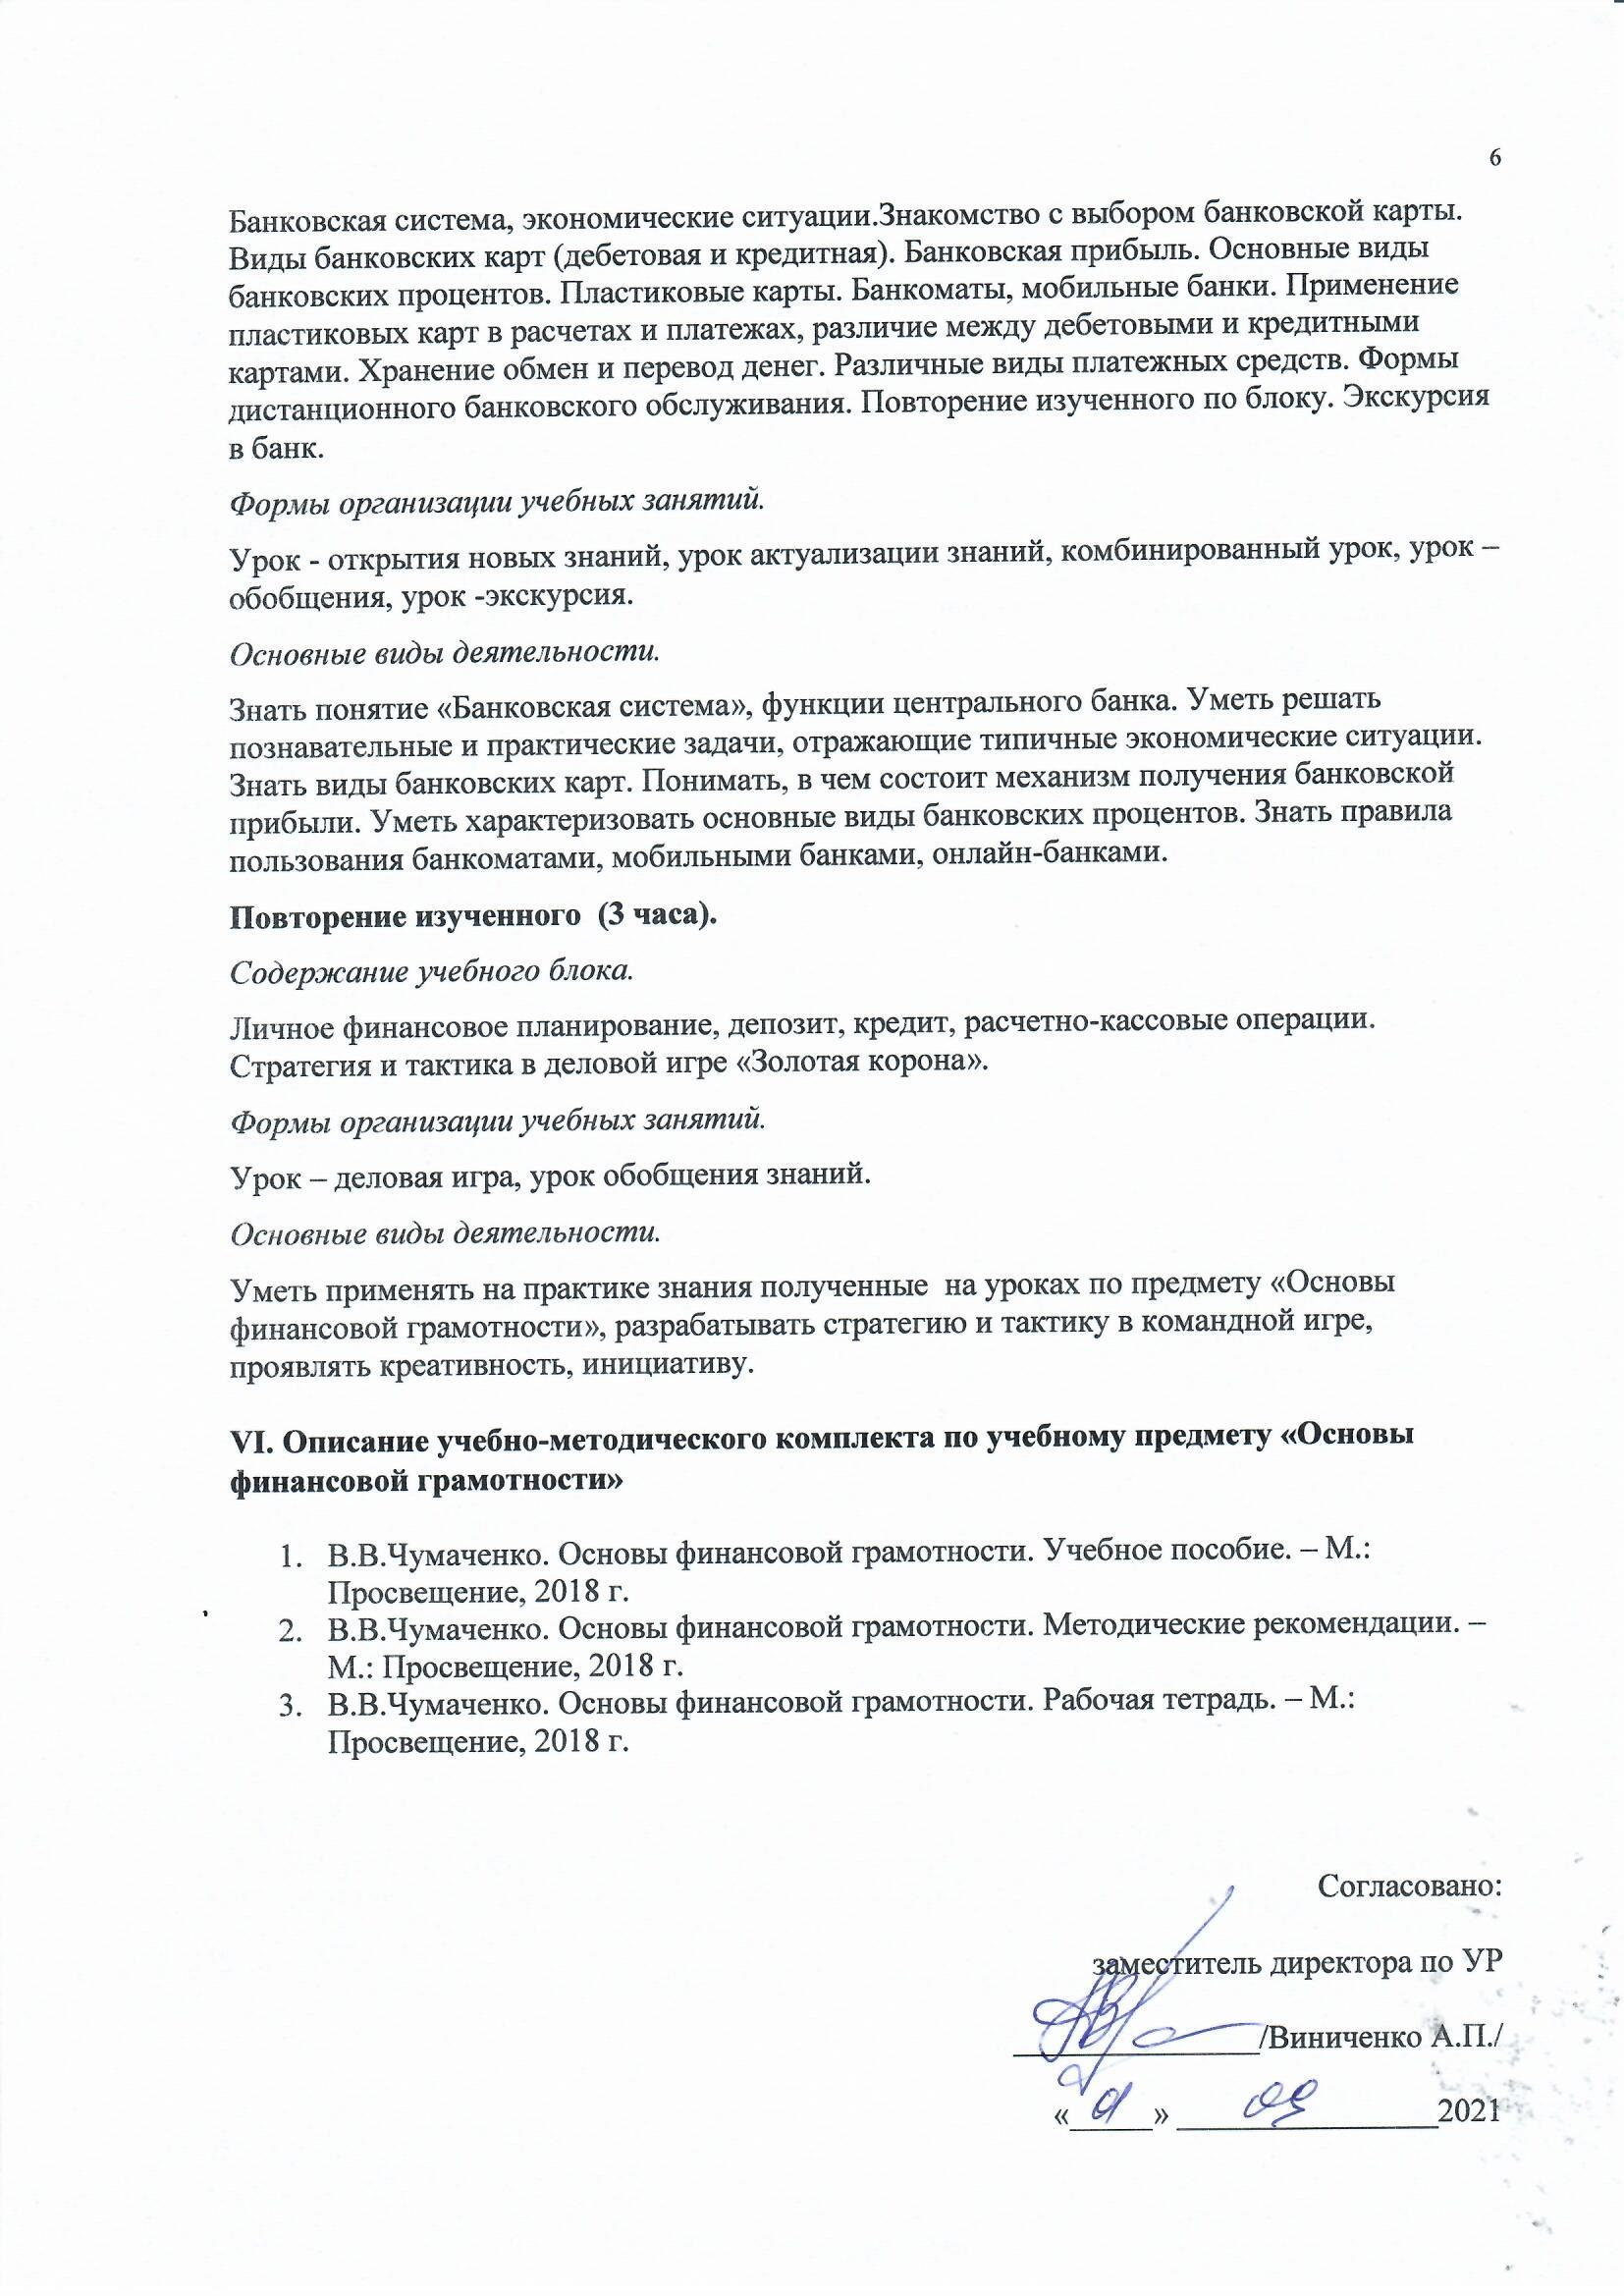 6
Банковская система, экономические ситуации.Знакомство с выбором банковской карты.
Виды банковских карт (дебетовая и кредитная). Банковская прибыль. Основные виды
банковских процентов. Пластиковые карты. Банкоматы, мобильные банки. Применение
пластиковых карт в расчетах и платежах, различие между дебетовыми и кредитными
картами. Хранение обмен и перевод денег. Различные виды платежных средств. Формы
дистанционного банковского обслуживания. Повторение изученного по блоку. Экскурсия
в банк.
Формы организации учебных занятий.
Урок - открытия новых знаний, урок актуализации знаний, комбинированный урок, урок –
обобщения, урок -экскурсия.
Основные виды деятельности.
Знать понятие «Банковская система», функции центрального банка. Уметь решать
познавательные и практические задачи, отражающие типичные экономические ситуации.
Знать виды банковских карт. Понимать, в чем состоит механизм получения банковской
прибыли. Уметь характеризовать основные виды банковских процентов. Знать правила
пользования банкоматами, мобильными банками, онлайн-банками.
Повторение изученного  (3 часа).
Содержание учебного блока.
Личное финансовое планирование, депозит, кредит, расчетно-кассовые операции.
Стратегия и тактика в деловой игре «Золотая корона».
Формы организации учебных занятий.
Урок – деловая игра, урок обобщения знаний.
Основные виды деятельности.
Уметь применять на практике знания полученные  на уроках по предмету «Основы
финансовой грамотности», разрабатывать стратегию и тактику в командной игре,
проявлять креативность, инициативу.
VI. Описание учебно-методического комплекта по учебному предмету «Основы
финансовой грамотности»
1. В.В.Чумаченко. Основы финансовой грамотности. Учебное пособие. – М.:
Просвещение, 2018 г.
2. В.В.Чумаченко. Основы финансовой грамотности. Методические рекомендации. –
М.: Просвещение, 2018 г.
3. В.В.Чумаченко. Основы финансовой грамотности. Рабочая тетрадь. – М.:
Просвещение, 2018 г.
Согласовано:
заместитель директора по УР
/Виниченко А.П./
«01» 09 2021